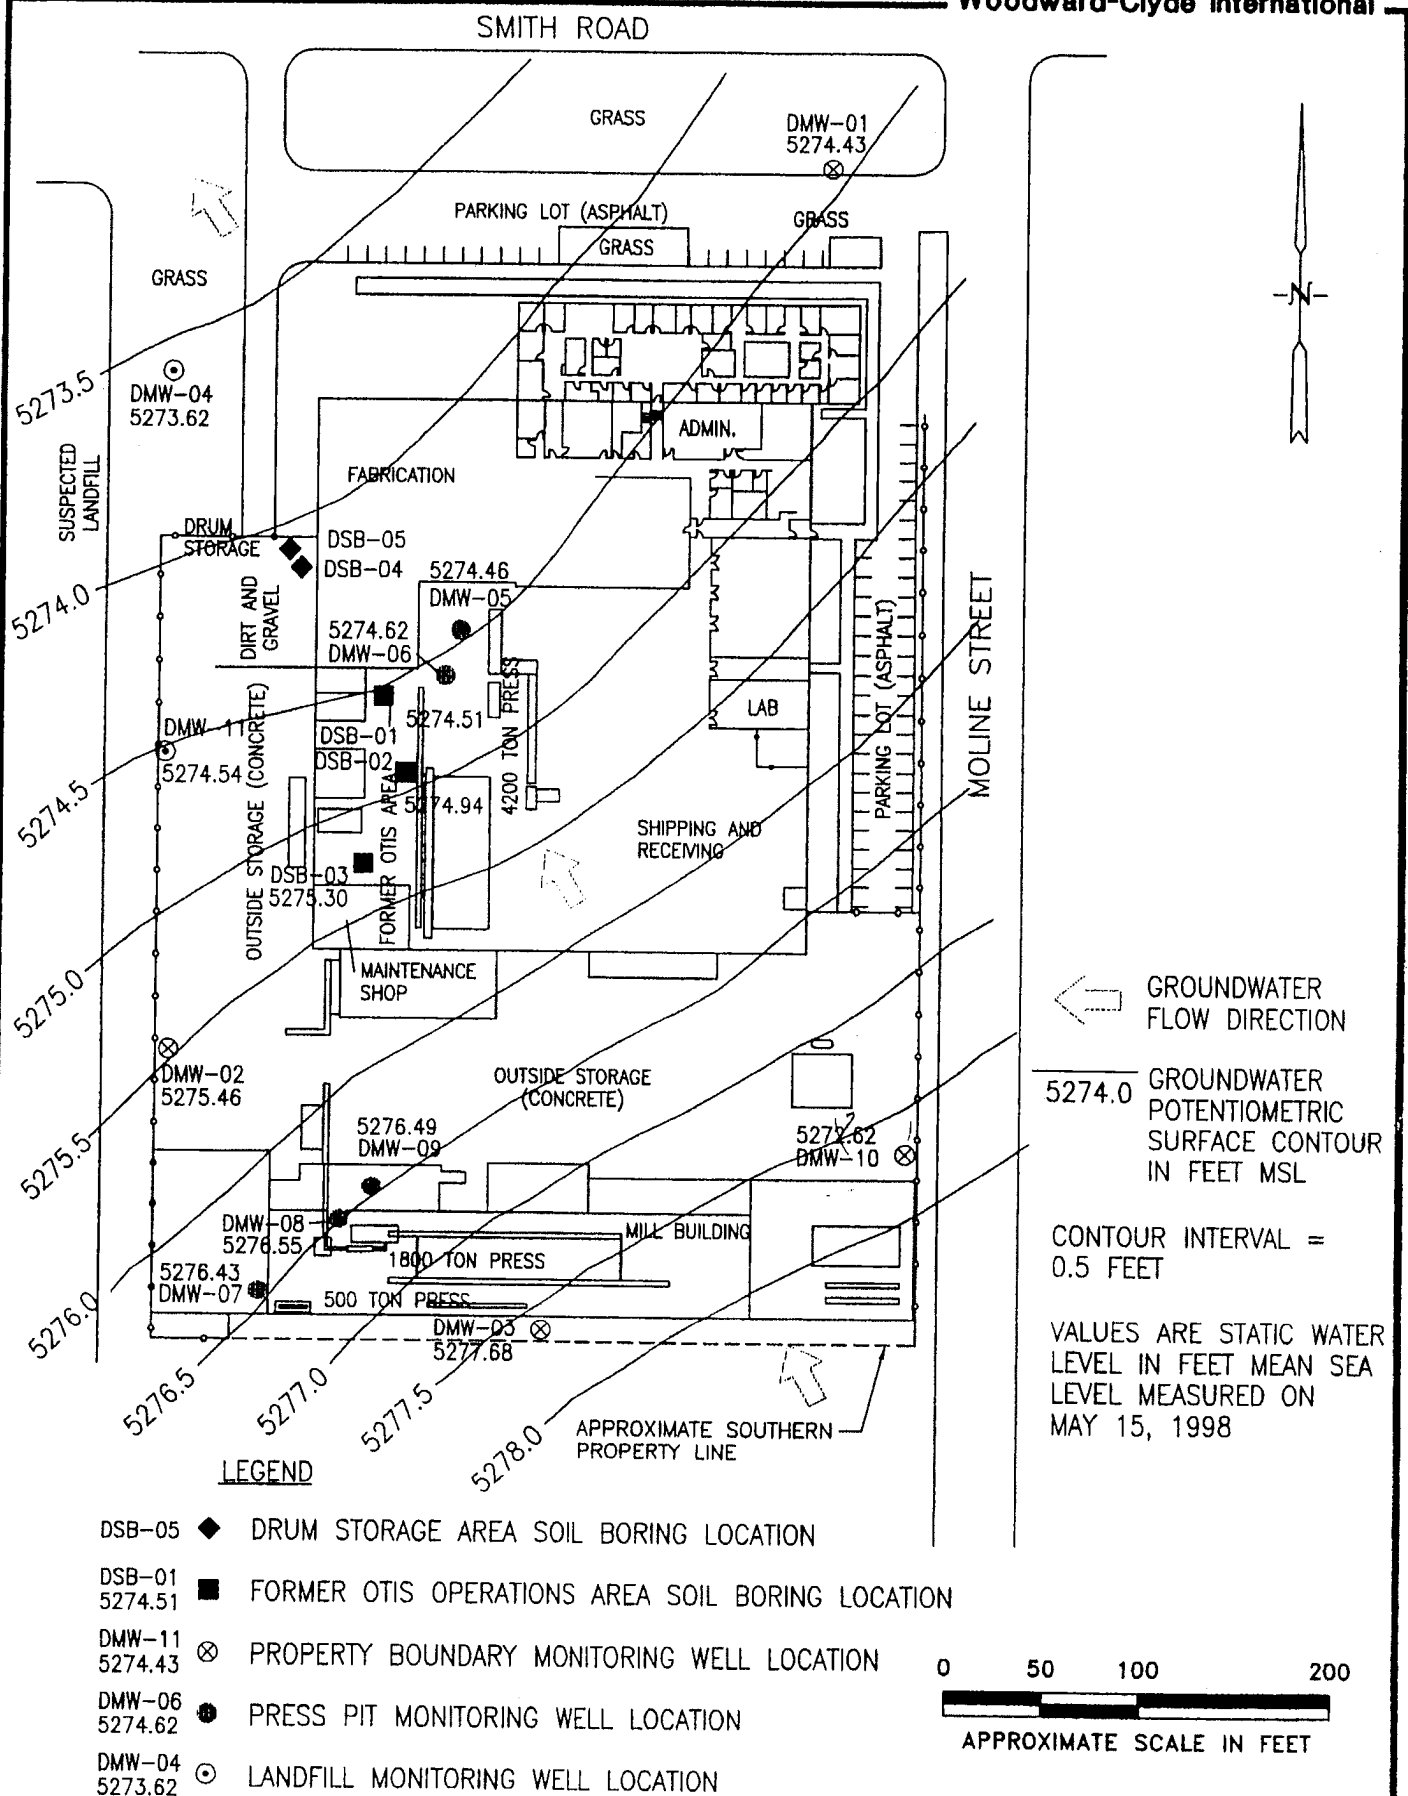 Woodward-Clyde International
SMITH ROAD
GRASS
DMW-01
5274.43
PARKING LOT (ASPHALT)
GRASS
GRASS
GRASS
N
5273.5
DMW-04
5273.62
SUSPECTED
LANDFILL
ADMIN.
FABRICATION
DRUM
STORAGE
DSB-05
DSB-04
5274.46
DMW-05
5274.0
DIRT AND
GRAVEL
5274.62
DMW-06
4200 TON PRESS
5274.51
DSB-01
DSB-02
DMW-11
5274.54
5274.5
OUTSIDE STORAGE (CONCRETE)
FORMER OTIS AREA
5274.94
LAB
PARKING LOT (ASPHALT)
MOLINE STREET
SHIPPING AND
RECEIVING
DSB-03
5275.30
MAINTENANCE
SHOP
5275.0
GROUNDWATER
FLOW DIRECTION
DMW-02
5275.46
OUTSIDE STORAGE
(CONCRETE)
5274.0
GROUNDWATER
POTENTIOMETRIC
SURFACE CONTOUR
IN FEET MSL
5276.49
DMW-09
DMW-10
5275.5
DMW-08
5276.55
MILL BUILDING
1800 TON PRESS
5276.43
DMW-07
500 TON PRESS
CONTOUR INTERVAL =
0.5 FEET
DMW-03
5277.68
5276.0
5276.5
5277.0
5277.5
5278.0
VALUES ARE STATIC WATER
LEVEL IN FEET MEAN SEA
LEVEL MEASURED ON
MAY 15, 1998
APPROXIMATE SOUTHERN
PROPERTY LINE
LEGEND
DSB-05
DRUM STORAGE AREA SOIL BORING LOCATION
DSB-01
5274.51
FORMER OTIS OPERATIONS AREA SOIL BORING LOCATION
DMW-11
5274.43
PROPERTY BOUNDARY MONITORING WELL LOCATION
DMW-06
5274.62
PRESS PIT MONITORING WELL LOCATION
DMW-04
5273.62
LANDFILL MONITORING WELL LOCATION
0 50 100 200
APPROXIMATE SCALE IN FEET